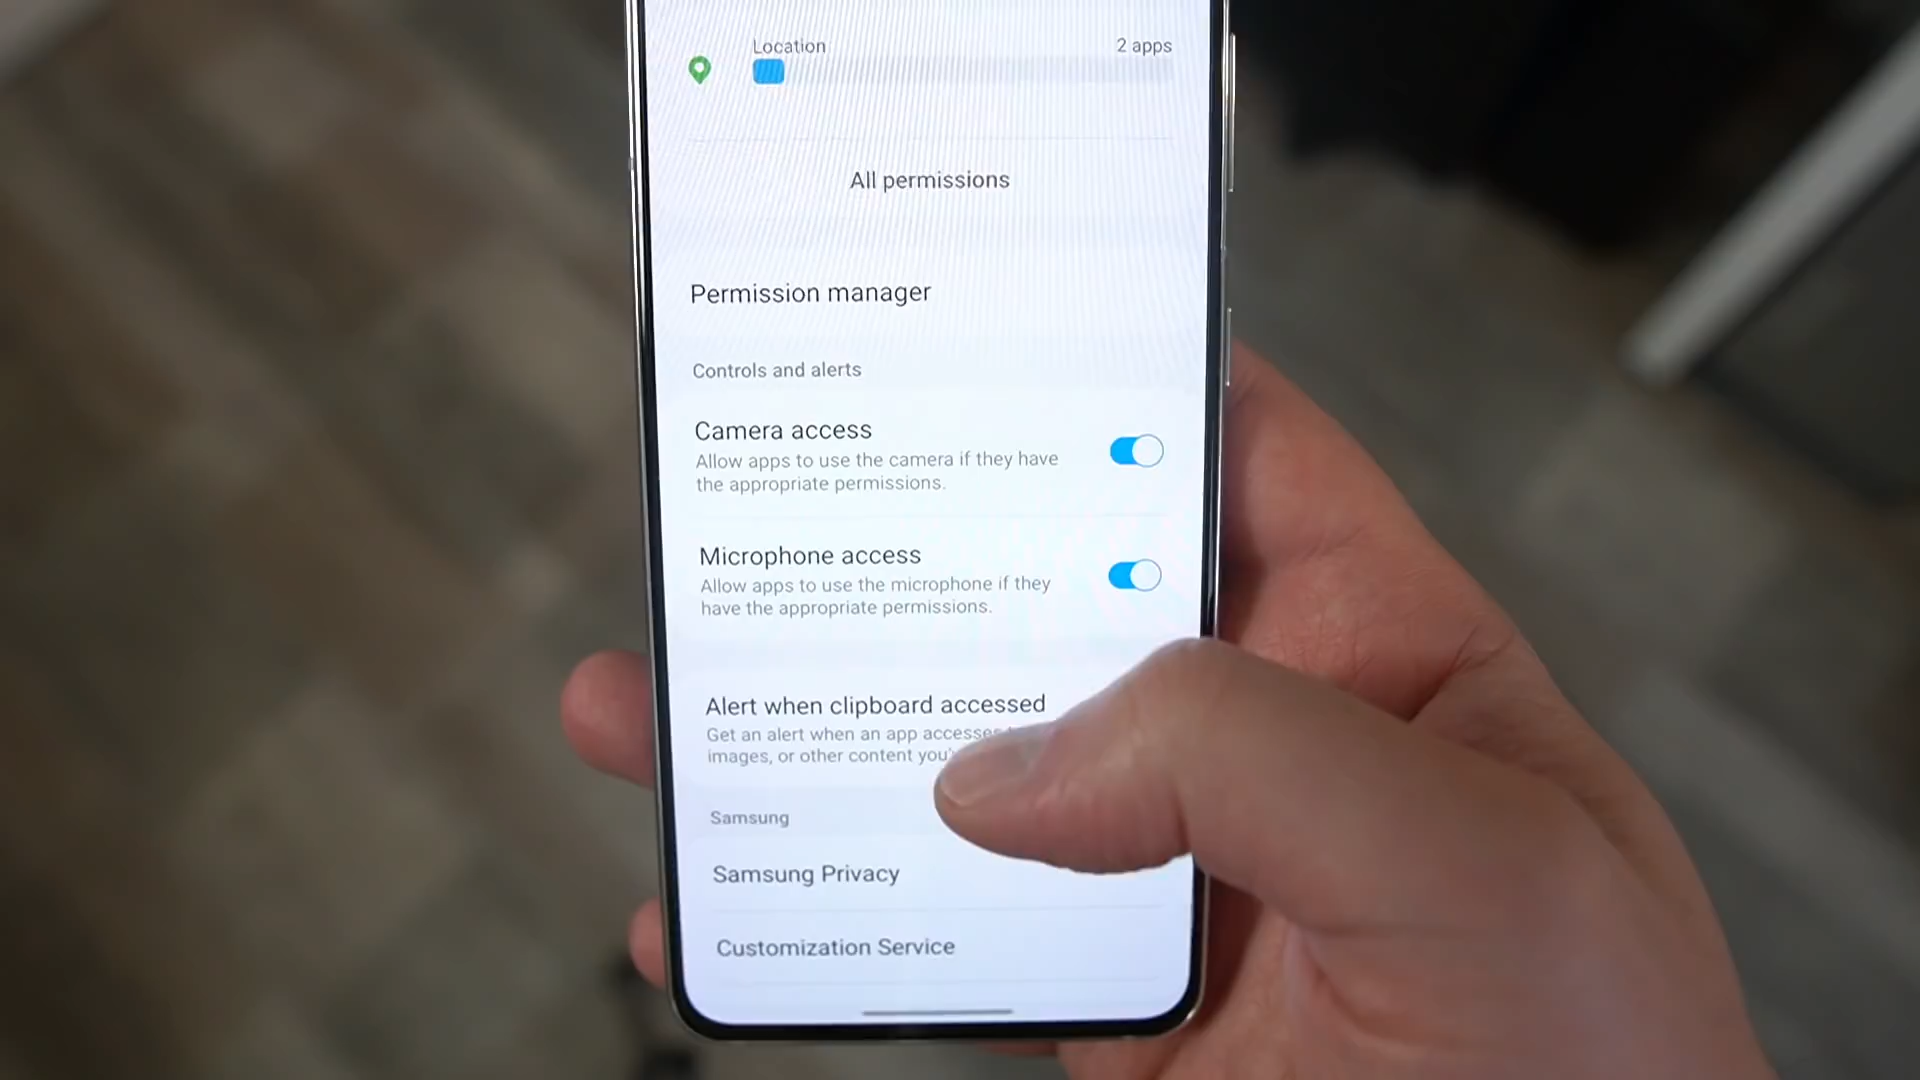 Location
2 apps
All permissions
Permission manager
Controls and alerts
Camera access
Allow apps to use the camera if they have
the appropriate permissions.
Microphone access
Allow apps to use the microphone if they
have the appropriate permissions.
Alert when clipboard accessed
Get an alert when an app accesses
images, or other content
Samsung
Samsung Privacy
Customization Service